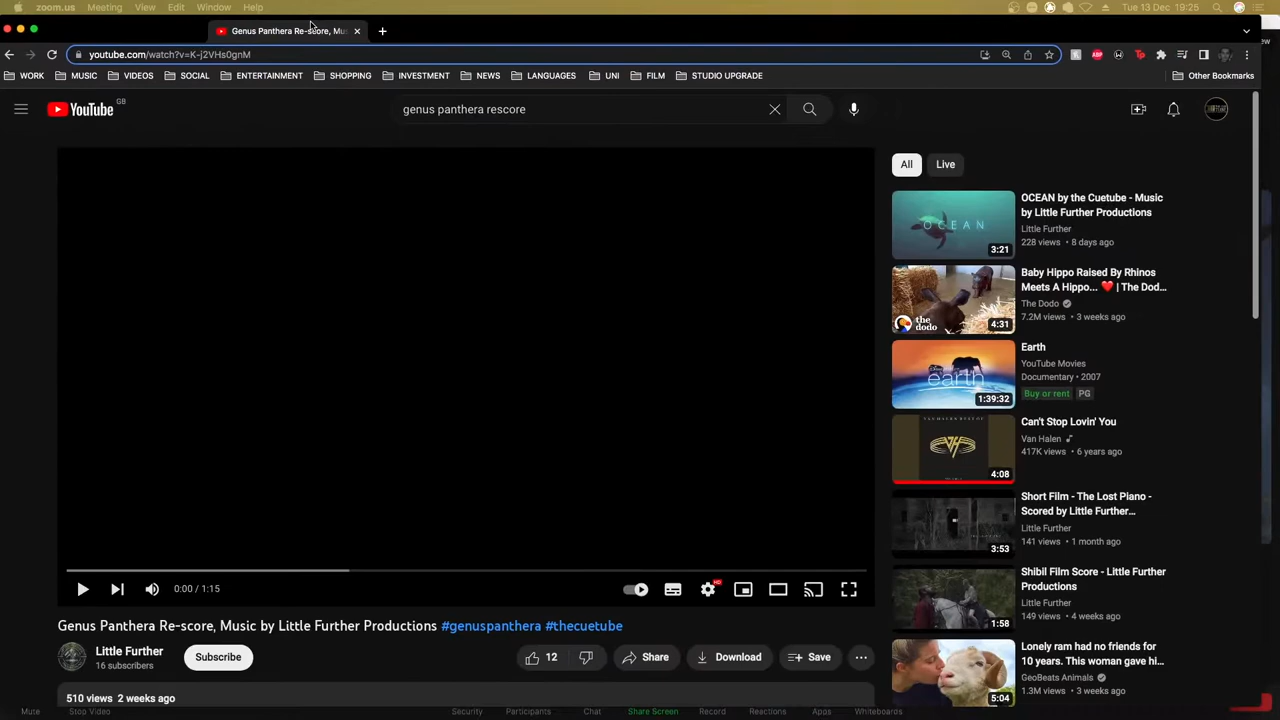 zoom.us Meeting View Edit Window Help Tue 13 Dec 19:25
Genus Panthera Re-score, Mus
youtube.com/watch?v=K-j2VHs0gnM
WORK MUSIC VIDEOS SOCIAL ENTERTAINMENT SHOPPING INVESTMENT NEWS LANGUAGES UNI FILM STUDIO UPGRADE Other Bookmarks
YouTube GB
genus panthera rescore
All Live
OCEAN
3:21
OCEAN by the Cuetube - Music
by Little Further Productions
Little Further
228 views • 8 days ago
the dodo
4:31
Baby Hippo Raised By Rhinos
Meets A Hippo... ❤️ | The Dod...
The Dodo
7.2M views • 3 weeks ago
earth
1:39:32
Earth
YouTube Movies
Documentary • 2007
Buy or rent PG
4:08
Can't Stop Lovin' You
Van Halen
417K views • 6 years ago
3:53
Short Film - The Lost Piano -
Scored by Little Further...
Little Further
141 views • 1 month ago
1:58
Shibil Film Score - Little Further
Productions
Little Further
149 views • 4 weeks ago
5:04
Lonely ram had no friends for
10 years. This woman gave hi...
GeoBeats Animals
1.3M views • 3 weeks ago
0:00 / 1:15 HD
Genus Panthera Re-score, Music by Little Further Productions #genuspanthera #thecuetube
Little Further
16 subscribers
Subscribe
12 Share Download Save
510 views 2 weeks ago
Mute Stop Video Security Participants Chat Share Screen Record Reactions Apps Whiteboards